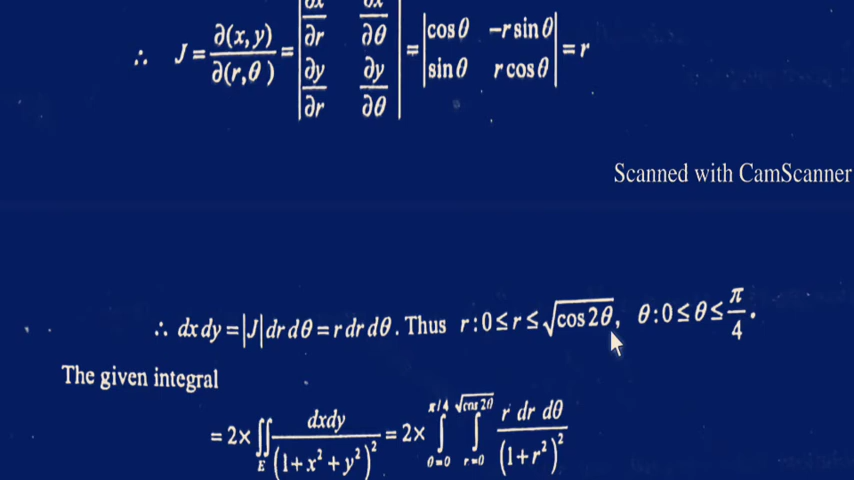 ∴ J = ∂(x,y)/∂(r,θ) = |∂x/∂r ∂x/∂θ; ∂y/∂r ∂y/∂θ| = |cosθ −r sinθ; sinθ r cosθ| = r
Scanned with CamScanner
∴ dx dy = |J| dr dθ = r dr dθ. Thus r : 0 ≤ r ≤ √cos 2θ, θ : 0 ≤ θ ≤ π/4.
The given integral
= 2× ∬_E dxdy/(1+x²+y²)² = 2× ∫_{θ=0}^{π/4} ∫_{r=0}^{√cos 2θ} r dr dθ/(1+r²)²